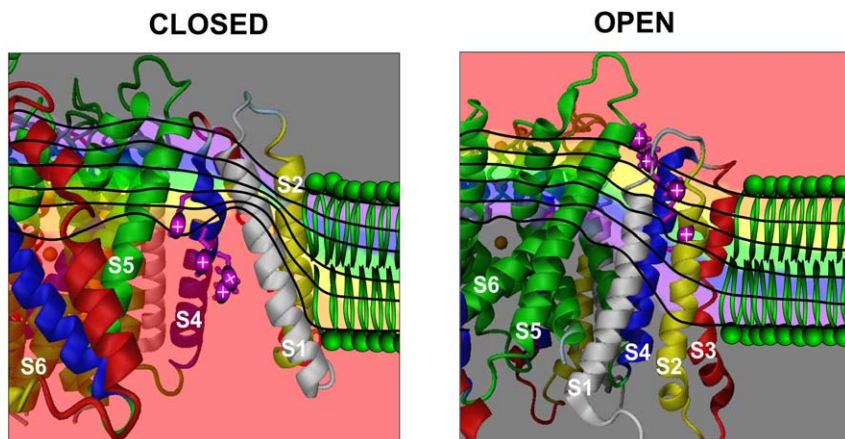 CLOSED
OPEN
S2
S5
S4
S1
S6
+
+
+
+
S6
S5
S1
S4
S2
S3
+
+
+
+